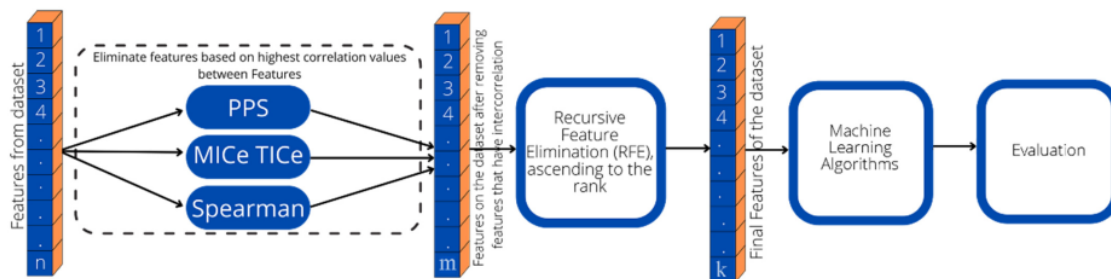 Features from dataset
1
2
3
4
.
.
.
.
.
n
Eliminate features based on highest correlation values
between Features
PPS
MICe TICe
Spearman
1
2
3
4
.
.
.
.
.
m
Features on the dataset after removing
features that have intercorrelation
Recursive
Feature
Elimination (RFE),
ascending to the
rank
Final Features of the dataset
1
2
3
4
.
.
.
.
.
k
Machine
Learning
Algorithms
Evaluation